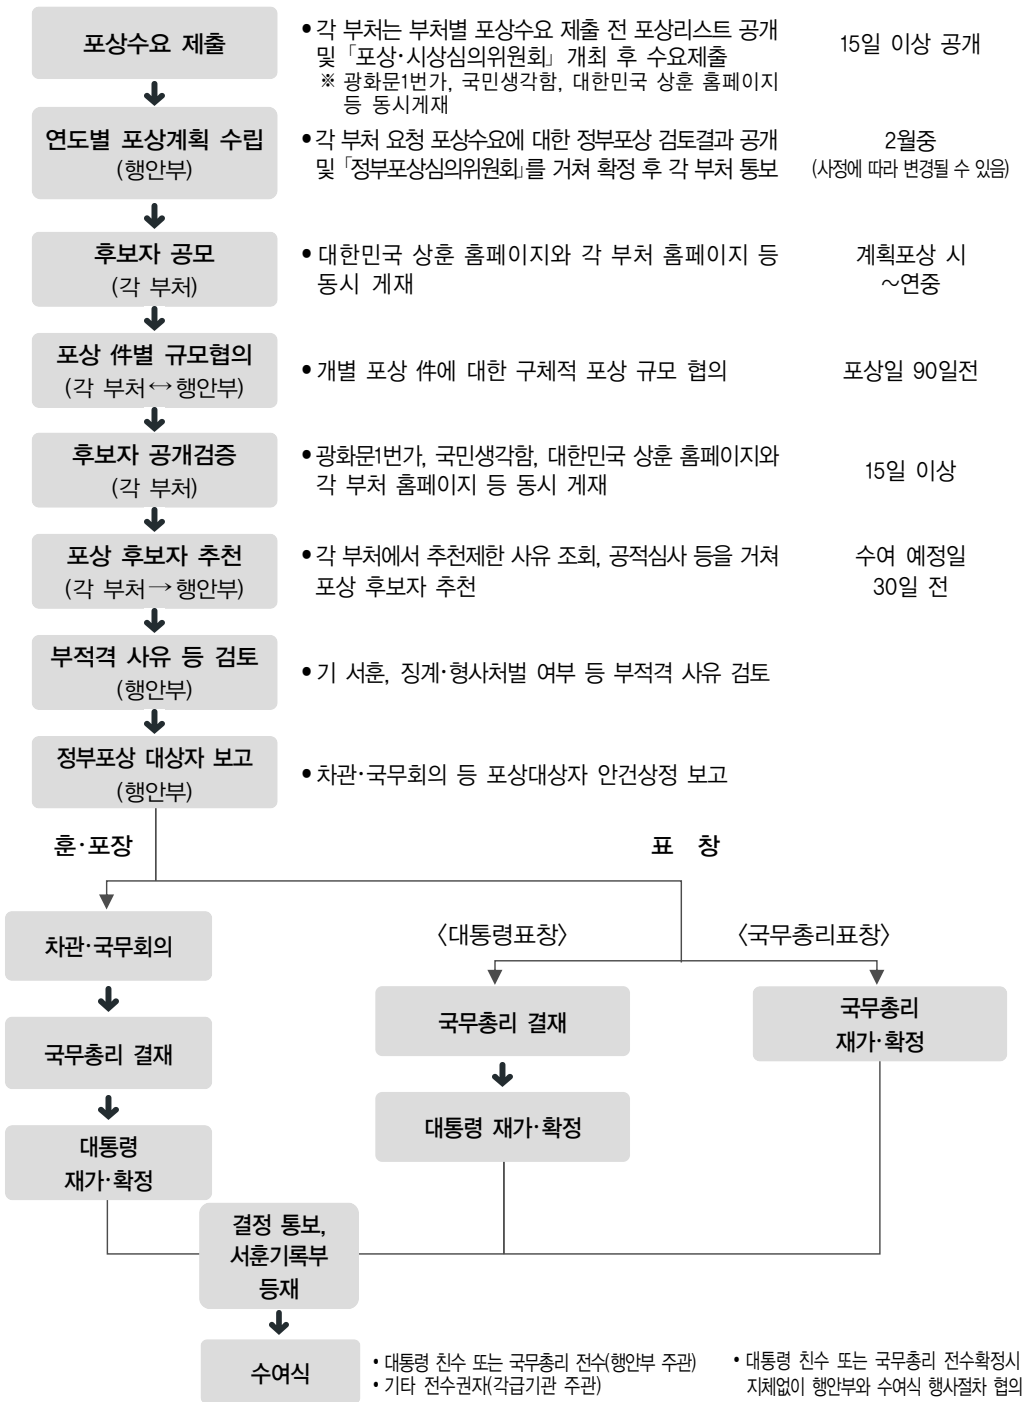 포상수요 제출
• 각 부처는 부처별 포상수요 제출 전 포상리스트 공개
및「포상·시상심의위원회」 개최 후 수요제출
※ 광화문1번가, 국민생각함, 대한민국 상훈 홈페이지
등 동시게재
15일 이상 공개
연도별 포상계획 수립
(행안부)
• 각 부처 요청 포상수요에 대한 정부포상 검토결과 공개
및「정부포상심의위원회」를 거쳐 확정 후 각 부처 통보
2월중
(사정에 따라 변경될 수 있음)
후보자 공모
(각 부처)
• 대한민국 상훈 홈페이지와 각 부처 홈페이지 등
동시 게재
계획포상 시
~연중
포상 件별 규모협의
(각 부처↔행안부)
• 개별 포상 件에 대한 구체적 포상 규모 협의
포상일 90일전
후보자 공개검증
(각 부처)
• 광화문1번가, 국민생각함, 대한민국 상훈 홈페이지와
각 부처 홈페이지 등 동시 게재
15일 이상
포상 후보자 추천
(각 부처→행안부)
• 각 부처에서 추천제한 사유 조회, 공적심사 등을 거쳐
포상 후보자 추천
수여 예정일
30일 전
부적격 사유 등 검토
(행안부)
• 기 서훈, 징계·형사처벌 여부 등 부적격 사유 검토
정부포상 대상자 보고
(행안부)
• 차관·국무회의 등 포상대상자 안건상정 보고
훈·포장
표 창
차관·국무회의
국무총리 결재
대통령
재가·확정
〈대통령표창〉
국무총리 결재
대통령 재가·확정
〈국무총리표창〉
국무총리
재가·확정
결정 통보,
서훈기록부
등재
수여식
• 대통령 친수 또는 국무총리 전수(행안부 주관)
• 기타 전수권자(각급기관 주관)
• 대통령 친수 또는 국무총리 전수확정시
지체없이 행안부와 수여식 행사절차 협의